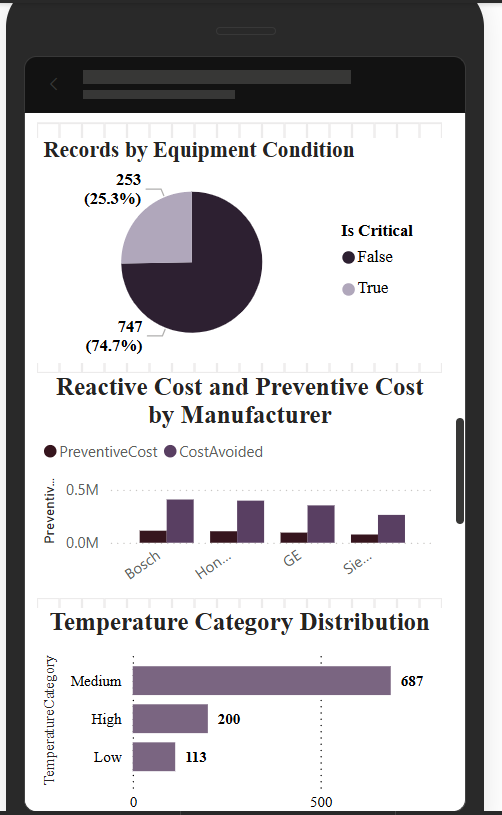 Records by Equipment Condition
253
(25.3%)
747
(74.7%)
Is Critical
False
True
Reactive Cost and Preventive Cost
by Manufacturer
PreventiveCost CostAvoided
Preventiv...
0.5M
0.0M
Bosch Hon... GE Sie...
Temperature Category Distribution
TemperatureCategory
Medium 687
High 200
Low 113
0 500